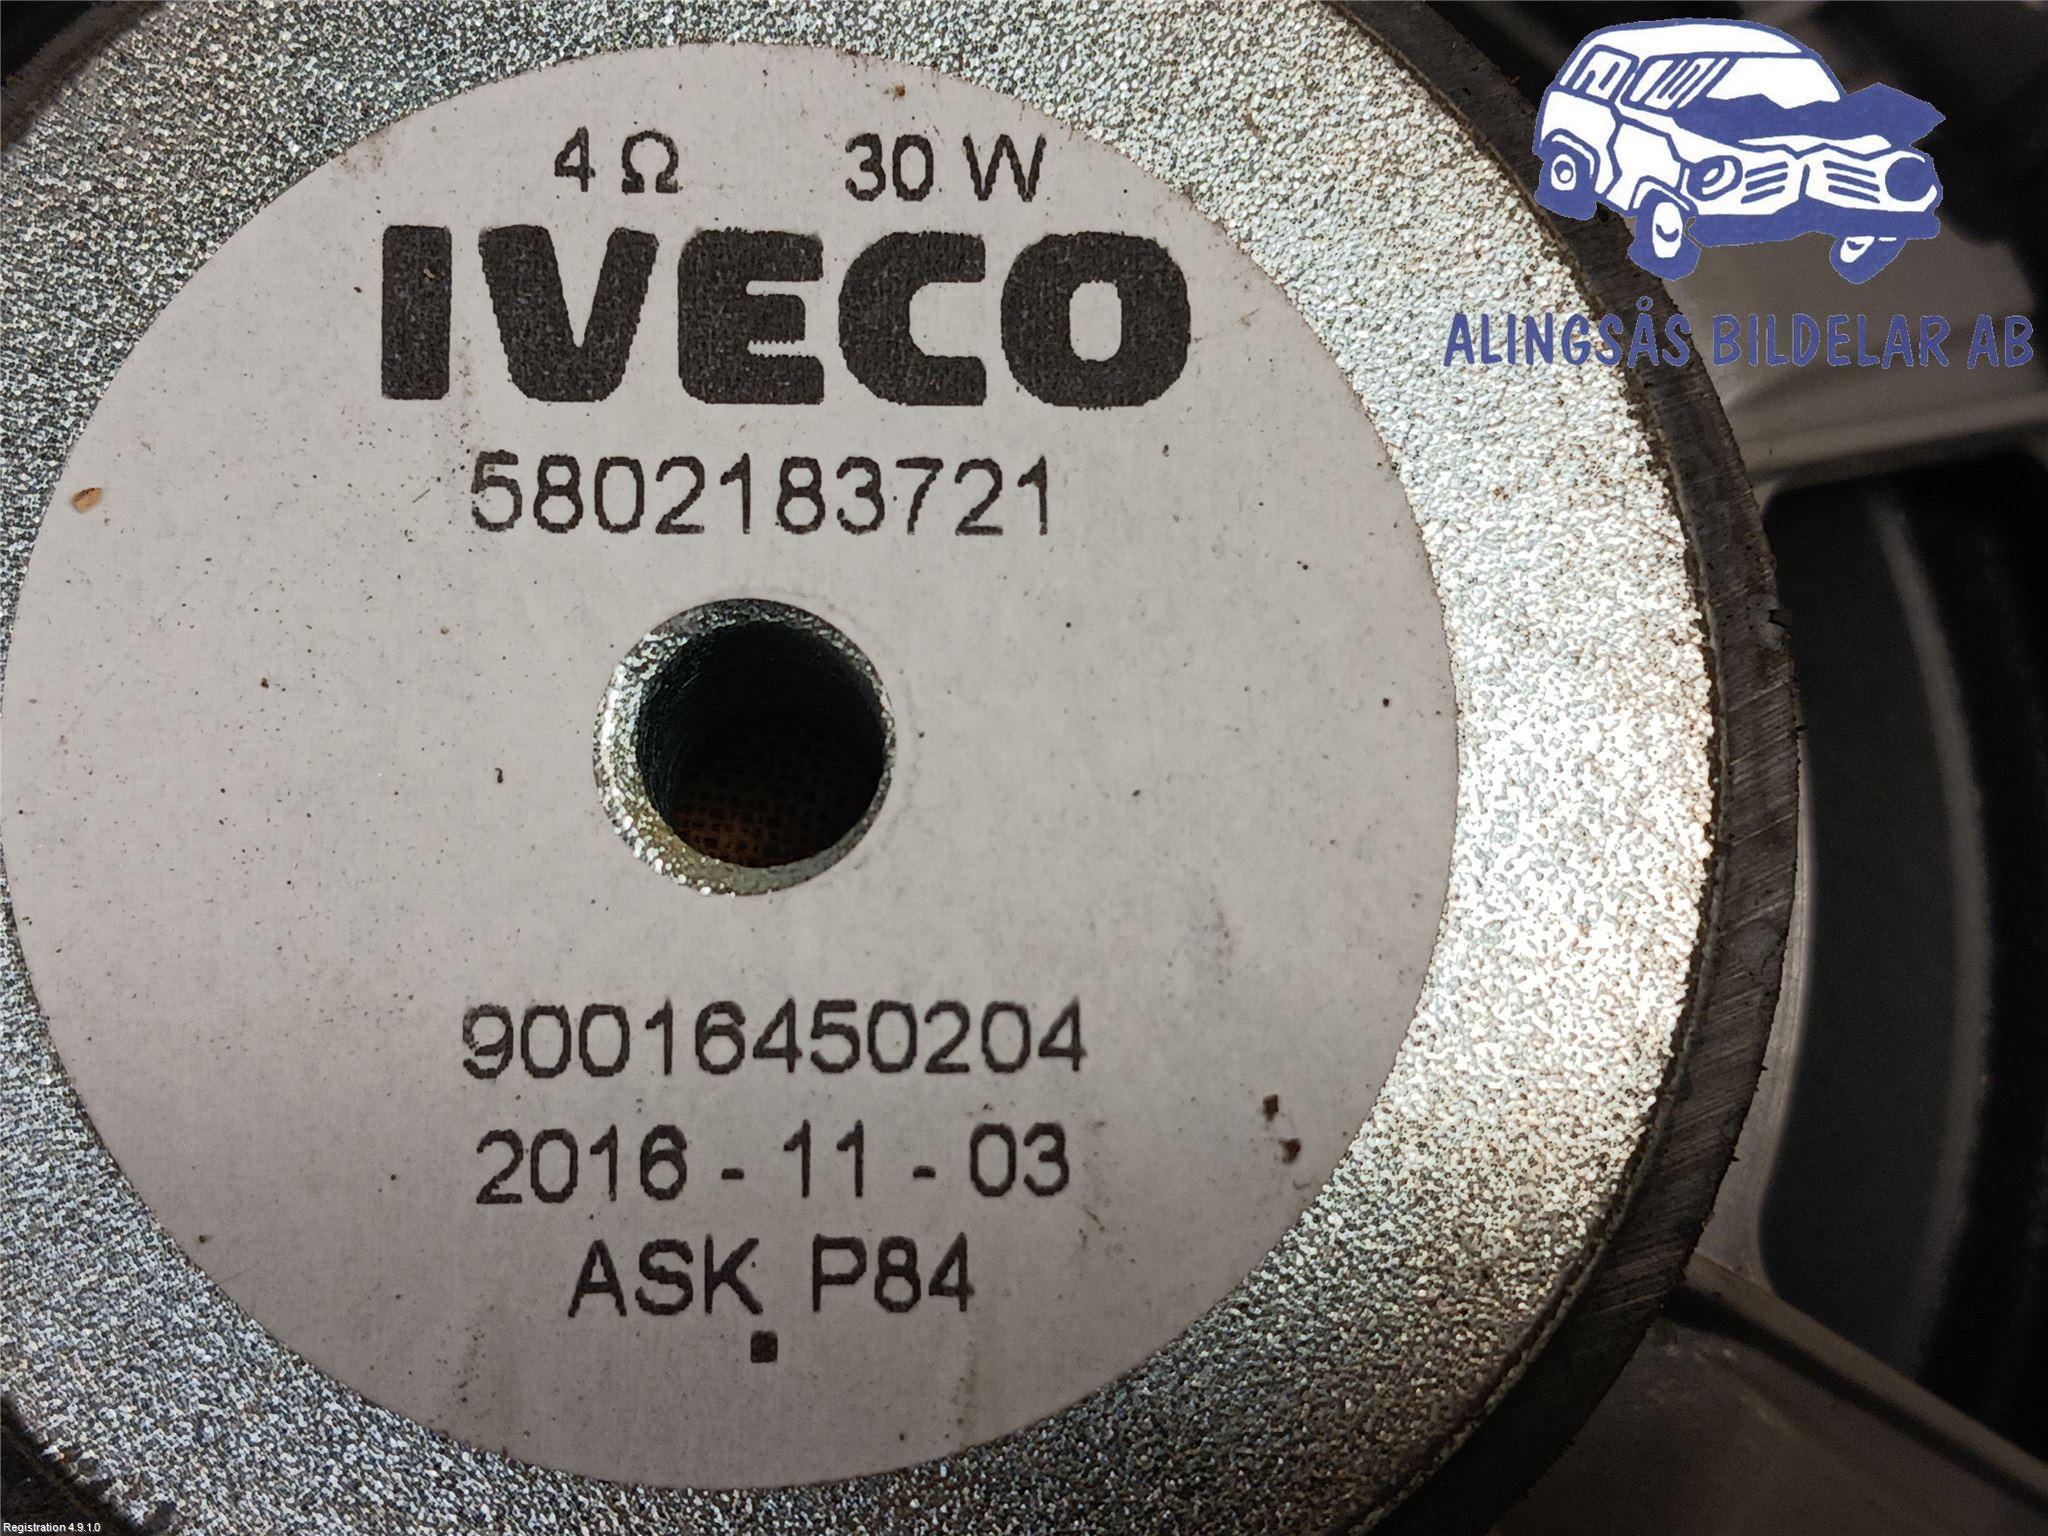 4 Ω 30 W
IVECO
5802183721
90016450204
2016 - 11 - 03
ASK P84
ALINGSÅS BILDELAR AB
Registration 4.9.1.0